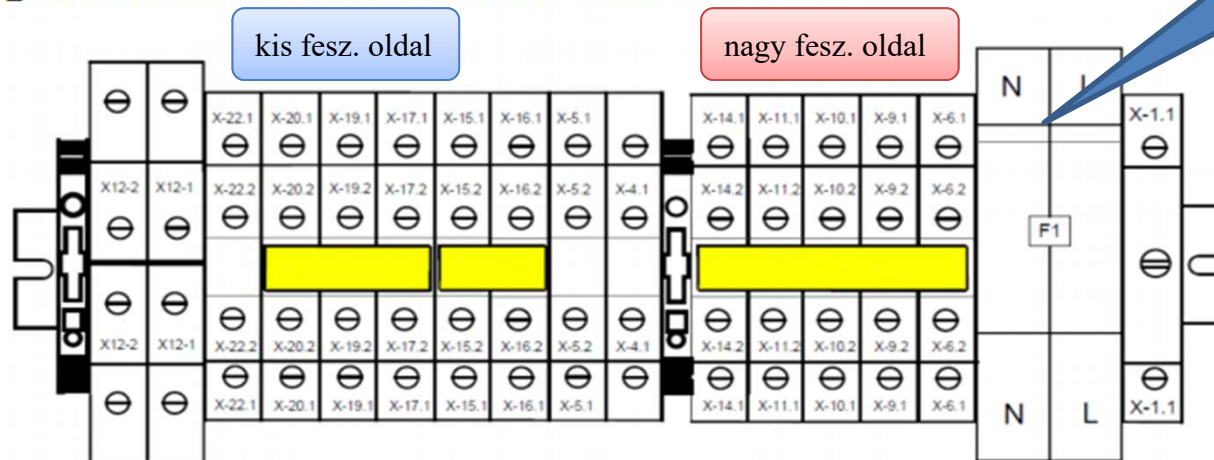 kis fesz. oldal nagy fesz. oldal
N L
X-22.1 X-20.1 X-19.1 X-17.1 X-15.1 X-16.1 X-5.1 X-14.1 X-11.1 X-10.1 X-9.1 X-6.1 X-1.1
X12-2 X12-1 X-22.2 X-20.2 X-19.2 X-17.2 X-15.2 X-16.2 X-5.2 X-4.1 X-14.2 X-11.2 X-10.2 X-9.2 X-6.2
F1
X12-2 X12-1 X-22.2 X-20.2 X-19.2 X-17.2 X-15.2 X-16.2 X-5.2 X-4.1 X-14.2 X-11.2 X-10.2 X-9.2 X-6.2
X-22.1 X-20.1 X-19.1 X-17.1 X-15.1 X-16.1 X-5.1 X-14.1 X-11.1 X-10.1 X-9.1 X-6.1 N L X-1.1